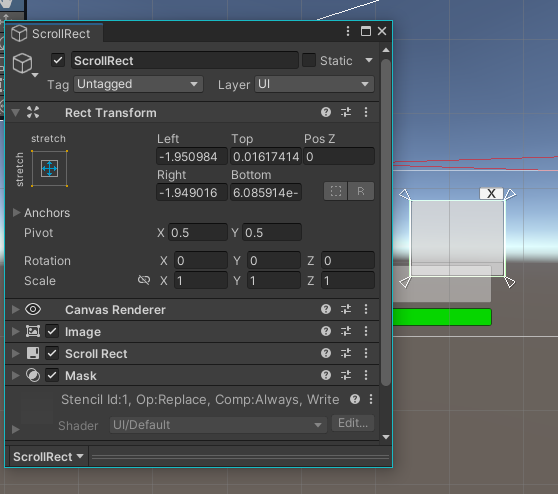 ScrollRect
ScrollRect
Static
Tag Untagged
Layer UI
Rect Transform
stretch
stretch
Left Top Pos Z
-1.950984 0.01617414 0
Right Bottom
-1.949016 6.085914e-
R
Anchors
Pivot X 0.5 Y 0.5
Rotation X 0 Y 0 Z 0
Scale X 1 Y 1 Z 1
Canvas Renderer
Image
Scroll Rect
Mask
Stencil Id:1, Op:Replace, Comp:Always, Write
Shader UI/Default Edit...
ScrollRect
X